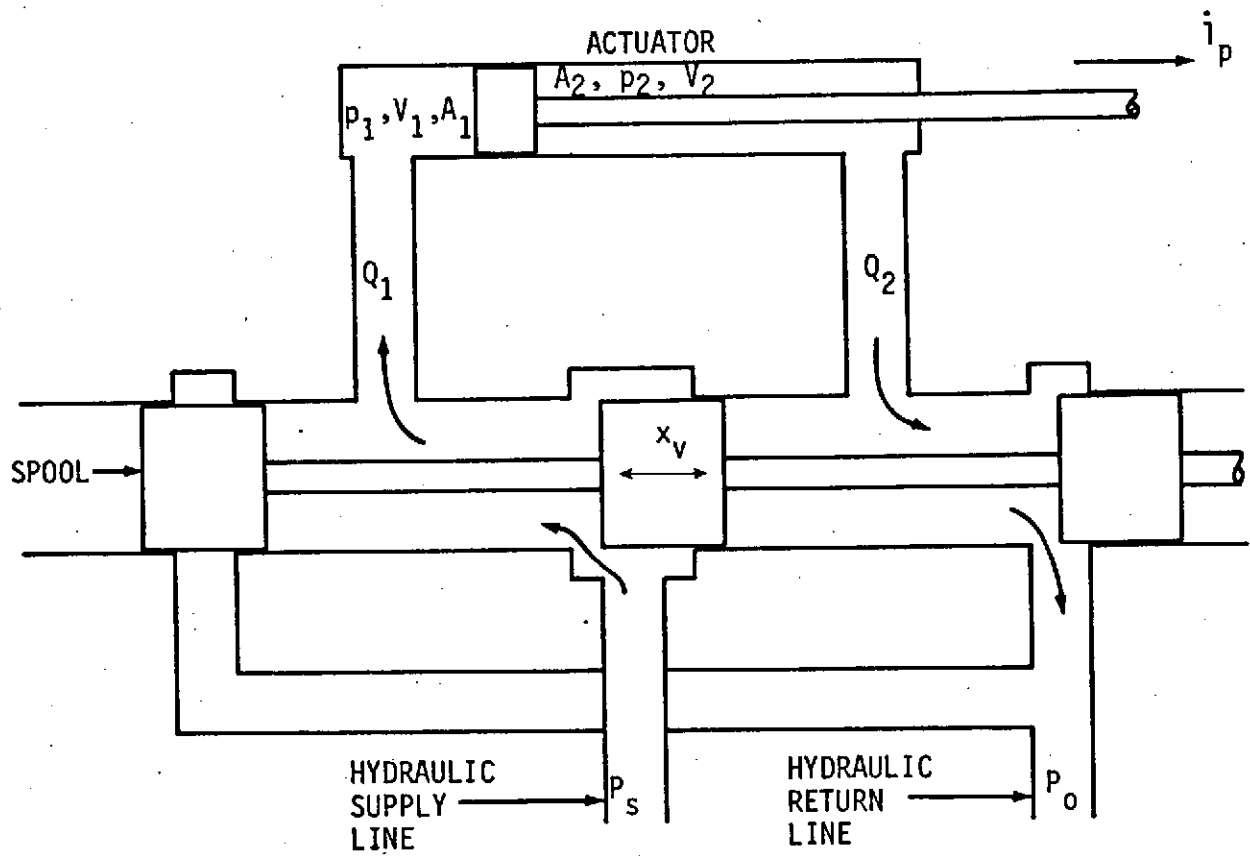 ACTUATOR
i_p
A_2, p_2, V_2
p_1, V_1, A_1
Q_1
Q_2
x_v
SPOOL
HYDRAULIC
SUPPLY
LINE
P_s
HYDRAULIC
RETURN
LINE
P_o